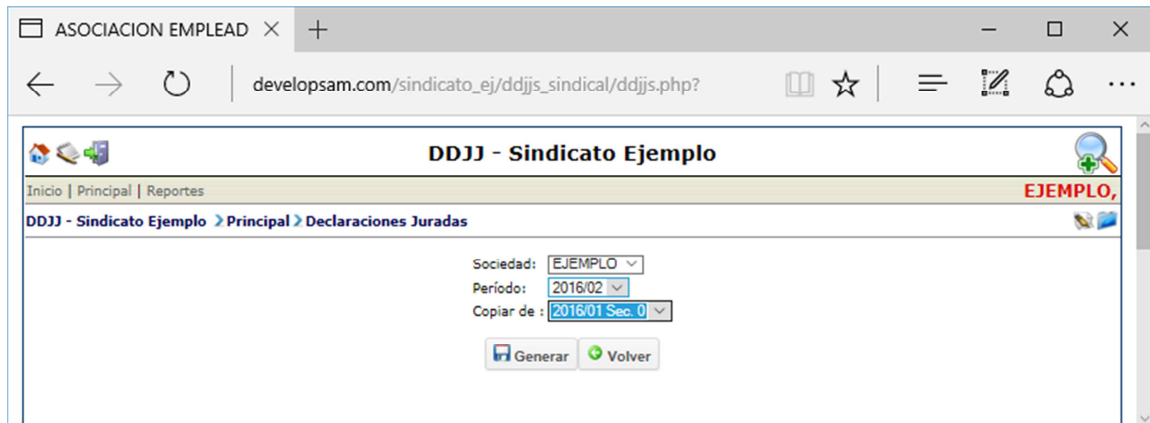 ASOCIACION EMPLEAD
developsam.com/sindicato_ej/ddjjs_sindical/ddjjs.php?
DDJJ - Sindicato Ejemplo
Inicio | Principal | Reportes
EJEMPLO,
DDJJ - Sindicato Ejemplo > Principal > Declaraciones Juradas
Sociedad: EJEMPLO
Período: 2016/02
Copiar de : 2016/01 Sec. 0
Generar Volver